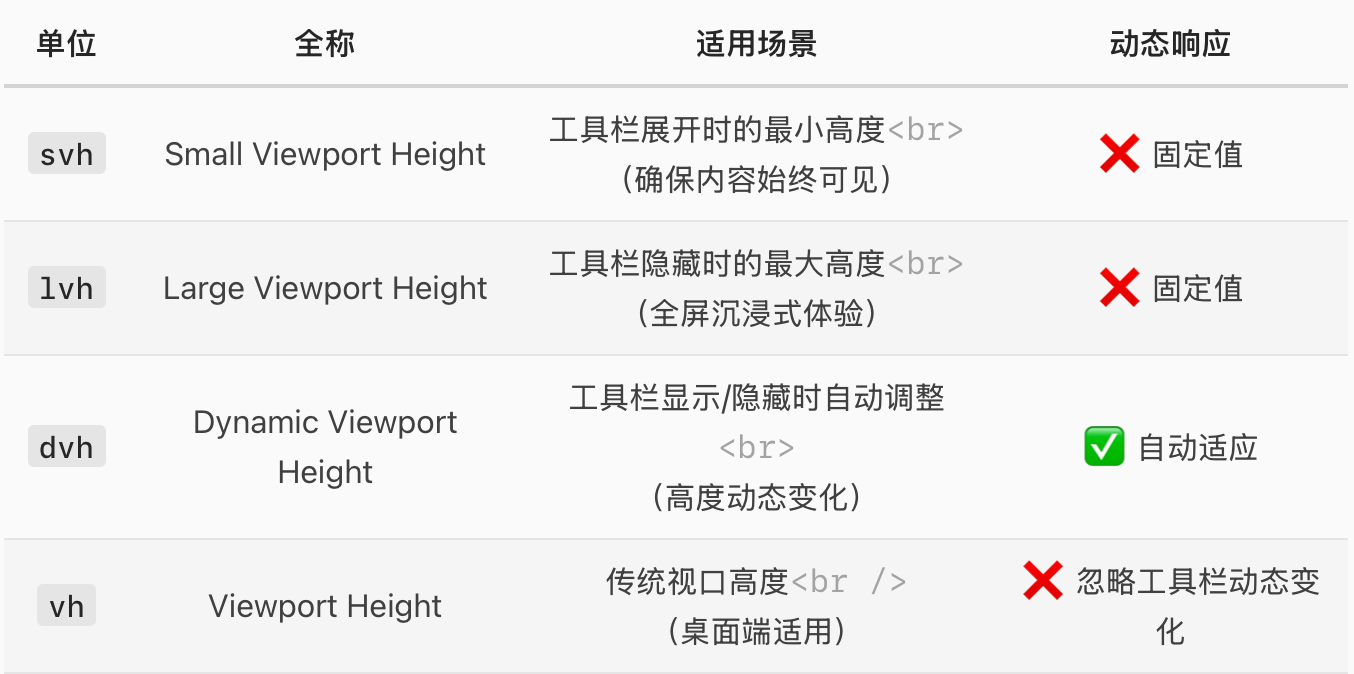 单位 全称 适用场景 动态响应
svh Small Viewport Height 工具栏展开时的最小高度<br>
（确保内容始终可见） ❌ 固定值
lvh Large Viewport Height 工具栏隐藏时的最大高度<br>
（全屏沉浸式体验） ❌ 固定值
dvh Dynamic Viewport
Height 工具栏显示/隐藏时自动调整
<br>
（高度动态变化） ✅ 自动适应
vh Viewport Height 传统视口高度<br />
（桌面端适用） ❌ 忽略工具栏动态变
化